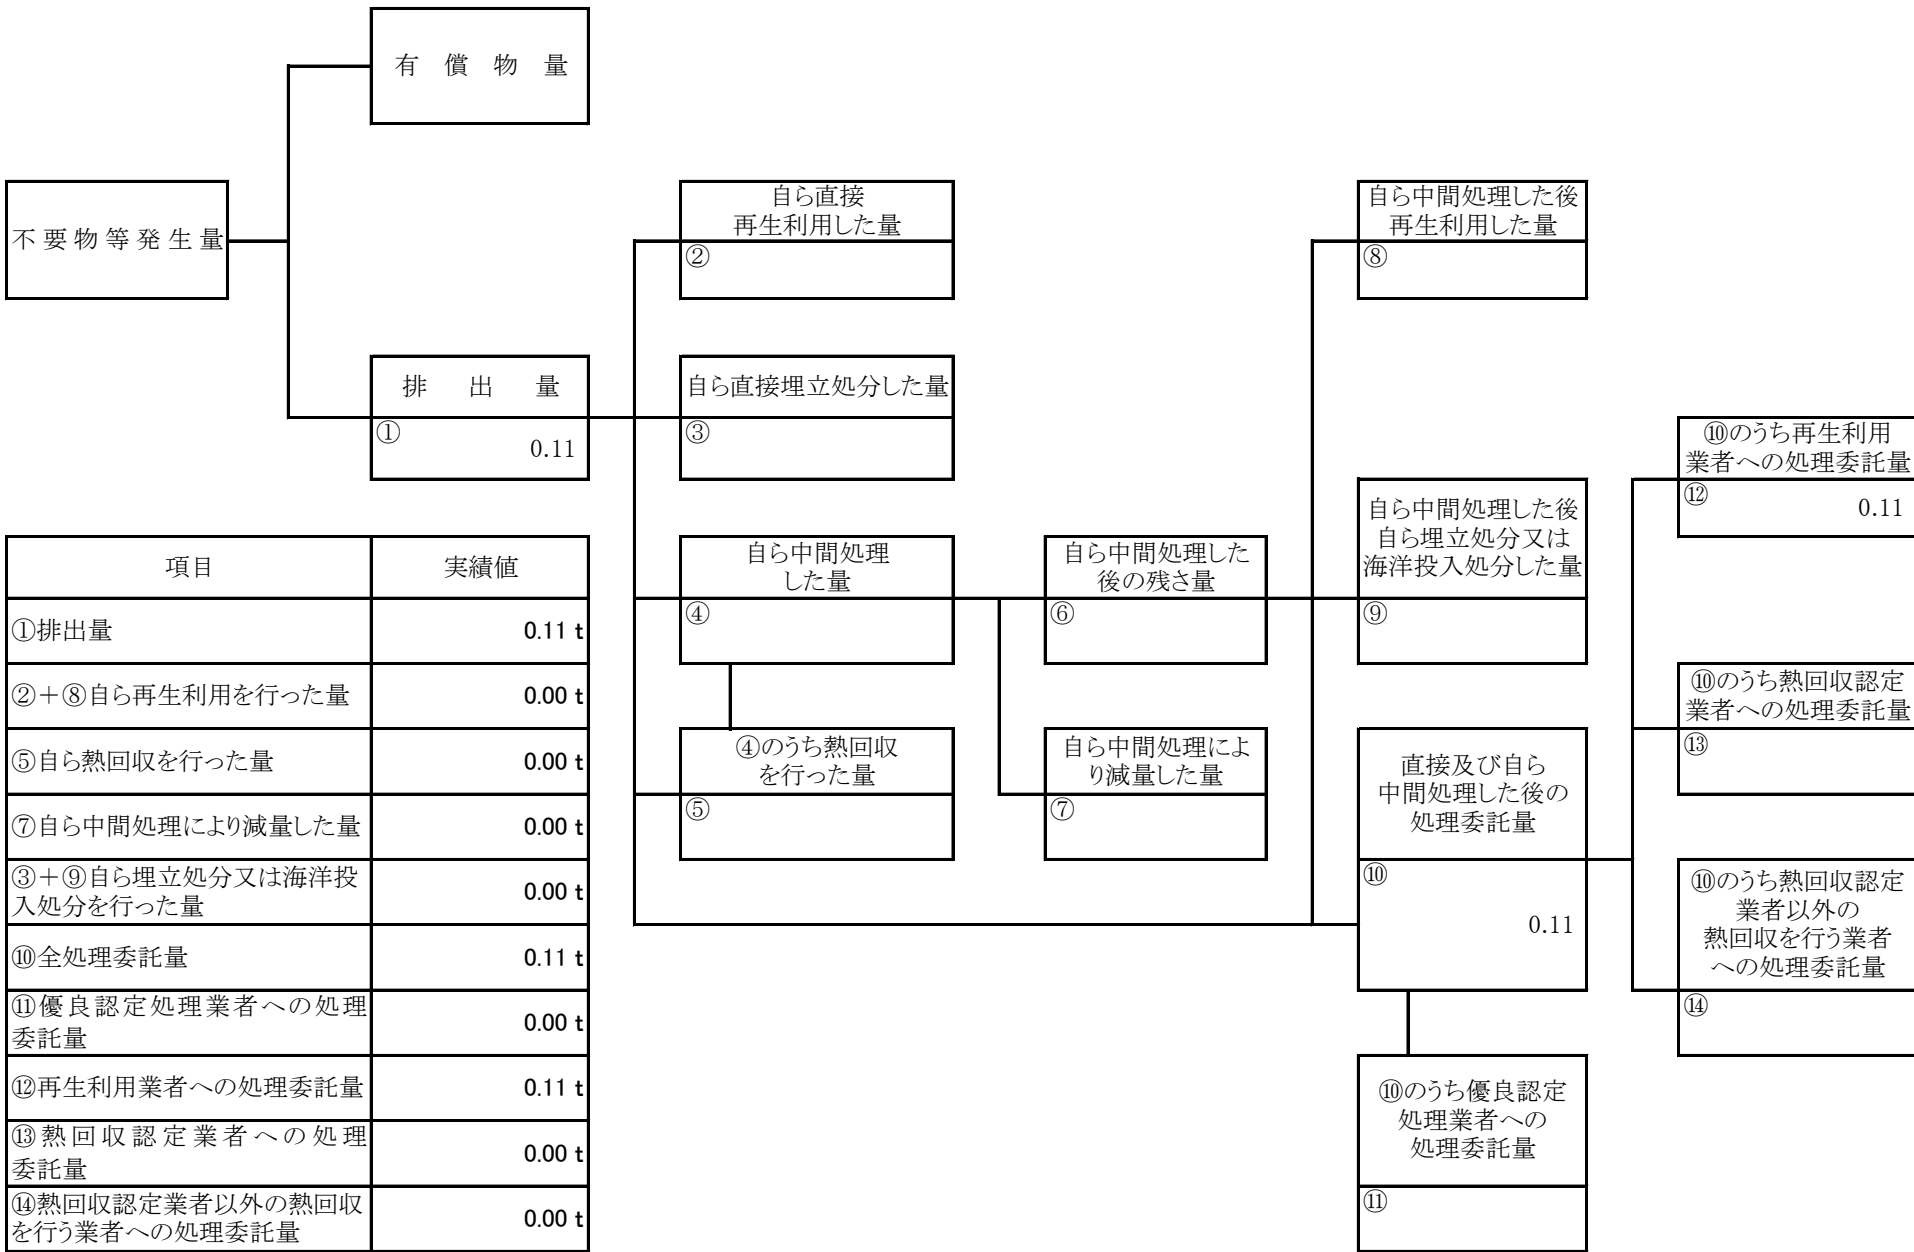 有償物量
不要物等発生量
排出量
①
0.11
自ら直接
再生利用した量
②
自ら直接埋立処分した量
③
自ら中間処理
した量
④
④のうち熱回収
を行った量
⑤
自ら中間処理した
後の残さ量
⑥
自ら中間処理によ
り減量した量
⑦
自ら中間処理した後
再生利用した量
⑧
自ら中間処理した後
自ら埋立処分又は
海洋投入処分した量
⑨
直接及び自ら
中間処理した後の
処理委託量
⑩
0.11
⑩のうち優良認定
処理業者への
処理委託量
⑪
⑩のうち再生利用
業者への処理委託量
⑫
0.11
⑩のうち熱回収認定
業者への処理委託量
⑬
⑩のうち熱回収認定
業者以外の
熱回収を行う業者
への処理委託量
⑭
項目 実績値
①排出量 0.11 t
②＋⑧自ら再生利用を行った量 0.00 t
⑤自ら熱回収を行った量 0.00 t
⑦自ら中間処理により減量した量 0.00 t
③＋⑨自ら埋立処分又は海洋投
入処分を行った量 0.00 t
⑩全処理委託量 0.11 t
⑪優良認定処理業者への処理
委託量 0.00 t
⑫再生利用業者への処理委託量 0.11 t
⑬熱回収認定業者への処理
委託量 0.00 t
⑭熱回収認定業者以外の熱回収
を行う業者への処理委託量 0.00 t